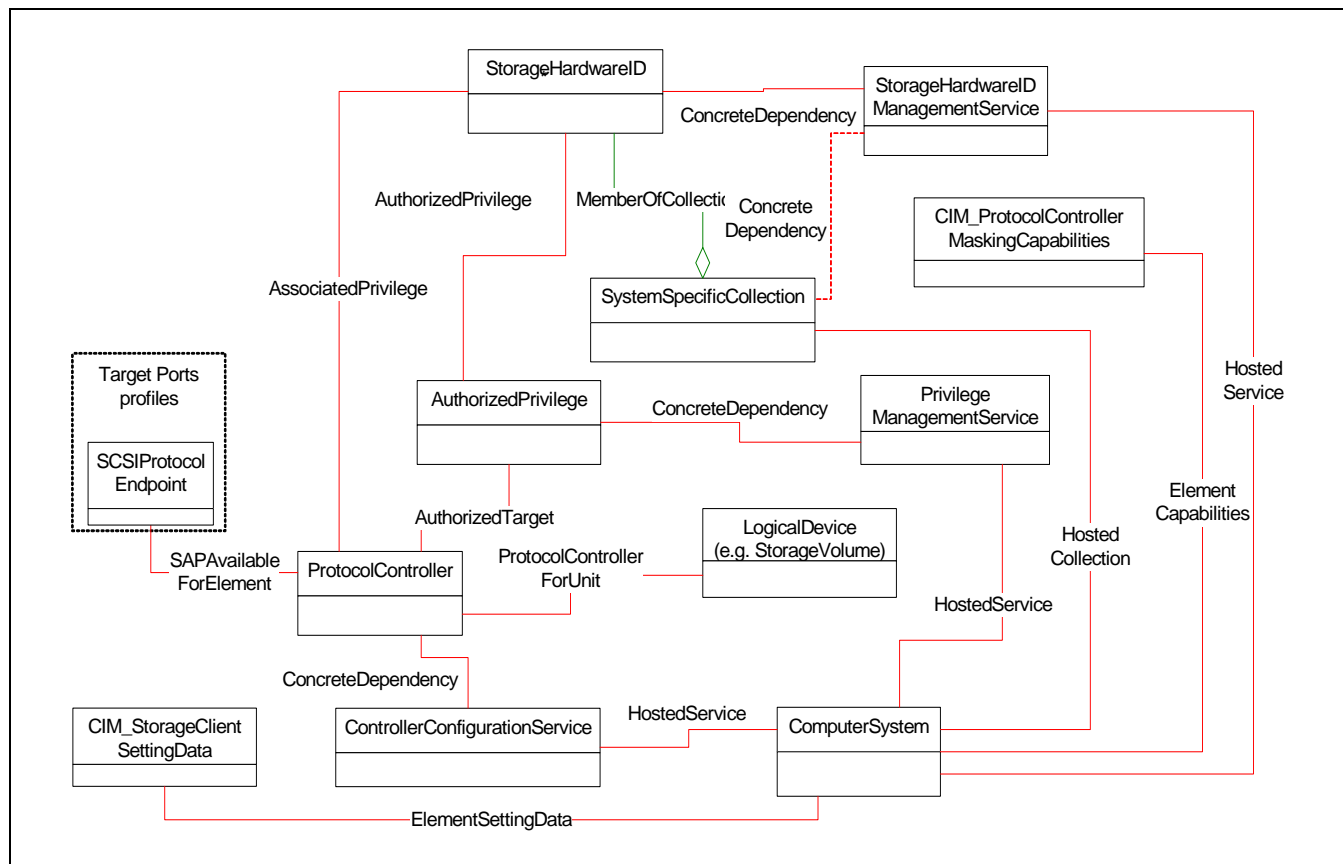 StorageHardwareID
StorageHardwareID
ManagementService
ConcreteDependency
AuthorizedPrivilege
MemberOfCollectio
Concrete
Dependency
CIM_ProtocolController
MaskingCapabilities
AssociatedPrivilege
SystemSpecificCollection
Target Ports
profiles
Hosted
Service
AuthorizedPrivilege
ConcreteDependency
Privilege
ManagementService
SCSIProtocol
Endpoint
Element
Capabilities
AuthorizedTarget
LogicalDevice
(e.g. StorageVolume)
Hosted
Collection
SAPAvailable
ForElement
ProtocolController
ProtocolController
ForUnit
HostedService
ConcreteDependency
CIM_StorageClient
SettingData
ControllerConfigurationService
HostedService
ComputerSystem
ElementSettingData